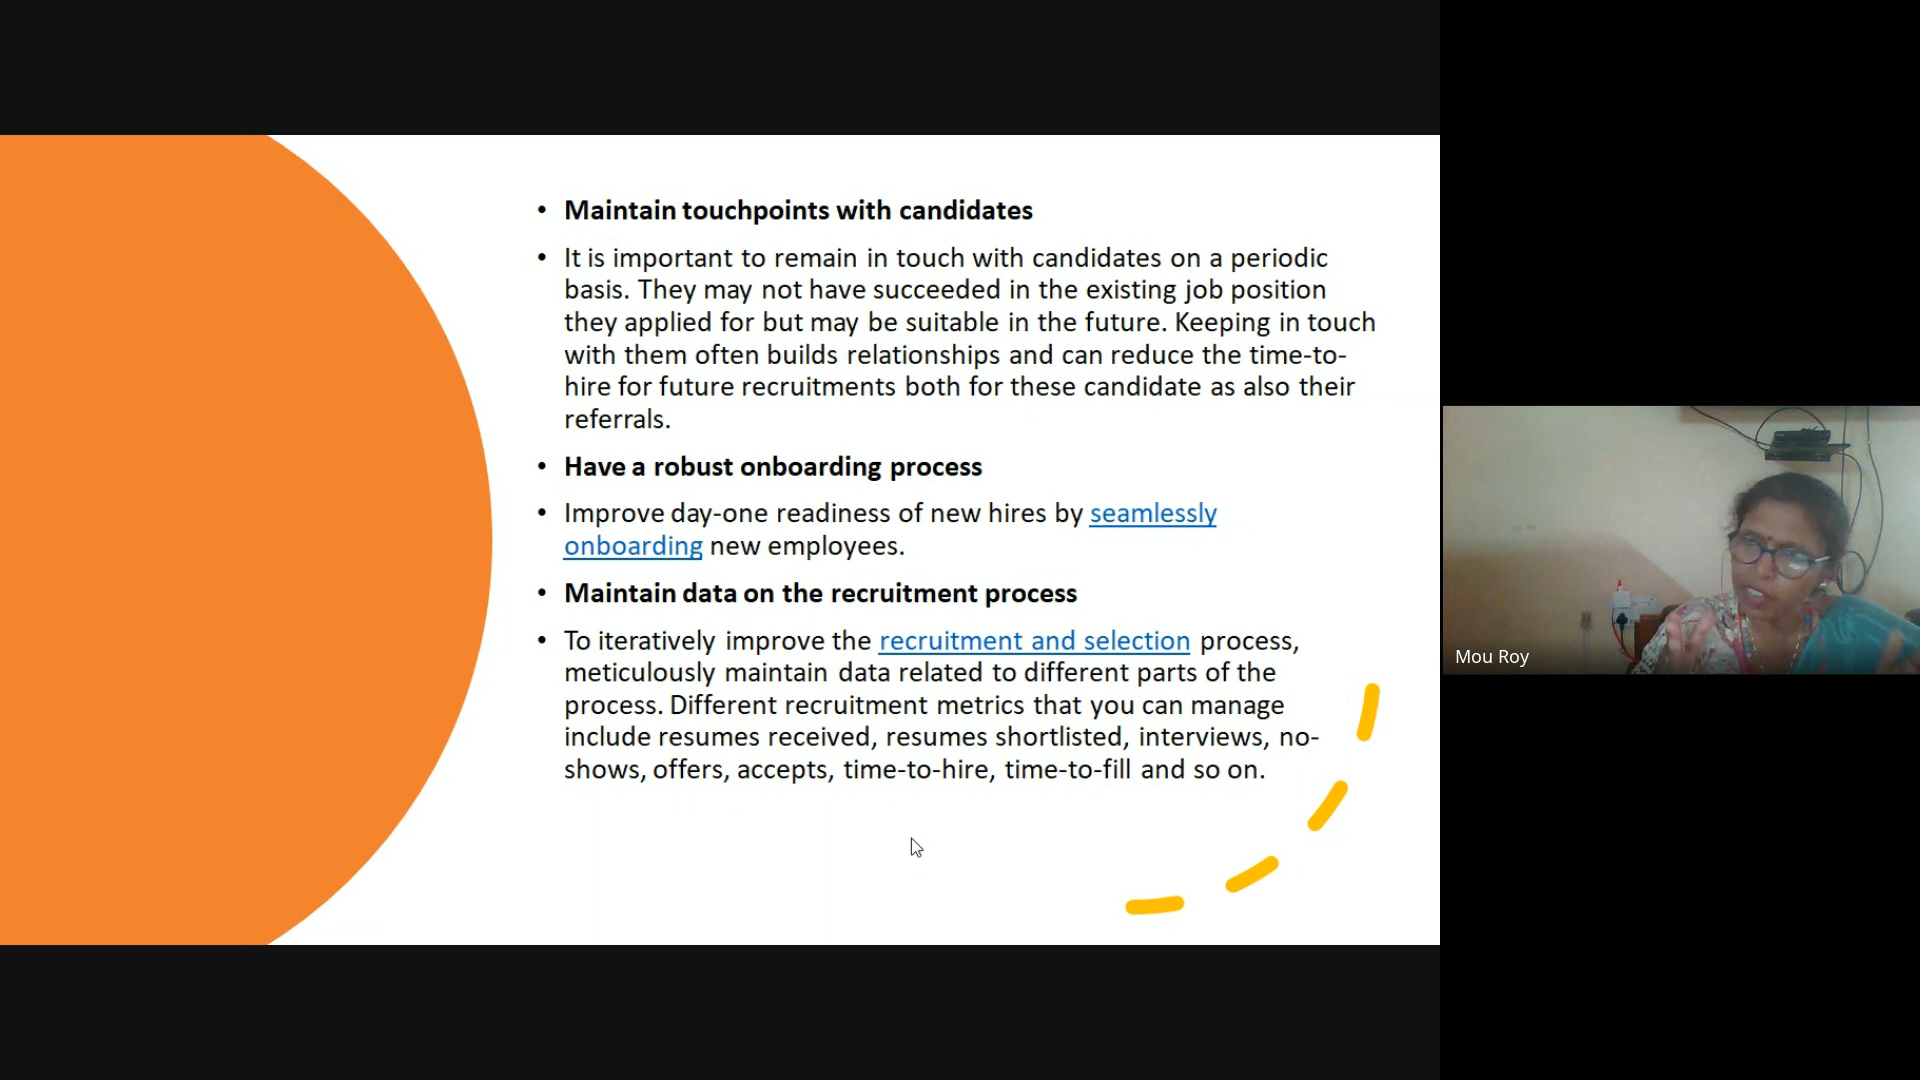 • Maintain touchpoints with candidates
• It is important to remain in touch with candidates on a periodic
basis. They may not have succeeded in the existing job position
they applied for but may be suitable in the future. Keeping in touch
with them often builds relationships and can reduce the time-to-
hire for future recruitments both for these candidate as also their
referrals.
• Have a robust onboarding process
• Improve day-one readiness of new hires by seamlessly
onboarding new employees.
• Maintain data on the recruitment process
• To iteratively improve the recruitment and selection process,
meticulously maintain data related to different parts of the
process. Different recruitment metrics that you can manage
include resumes received, resumes shortlisted, interviews, no-
shows, offers, accepts, time-to-hire, time-to-fill and so on.
Mou Roy